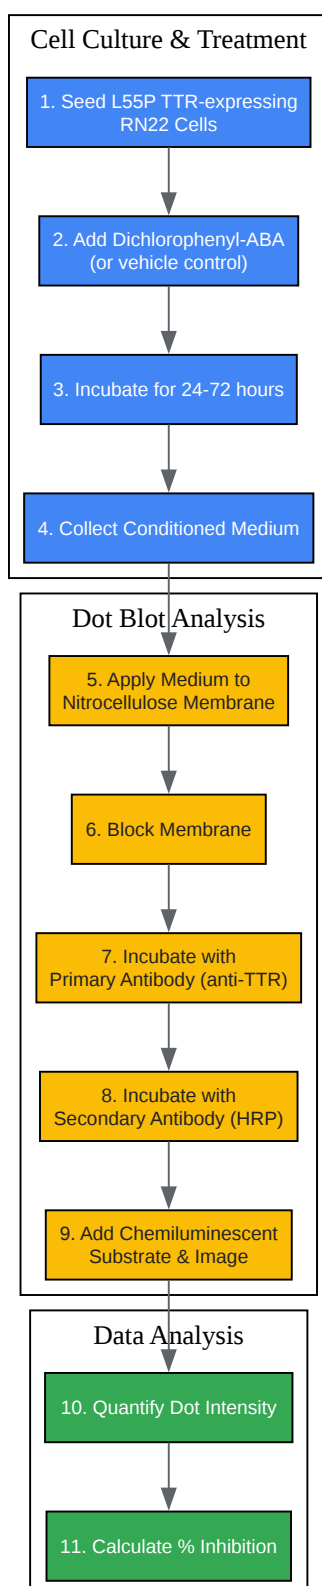 Cell Culture & Treatment
1. Seed L55P TTR-expressing
RN22 Cells
2. Add Dichlorophenyl-ABA
(or vehicle control)
3. Incubate for 24-72 hours
4. Collect Conditioned Medium
Dot Blot Analysis
5. Apply Medium to
Nitrocellulose Membrane
6. Block Membrane
7. Incubate with
Primary Antibody (anti-TTR)
8. Incubate with
Secondary Antibody (HRP)
9. Add Chemiluminescent
Substrate & Image
Data Analysis
10. Quantify Dot Intensity
11. Calculate % Inhibition